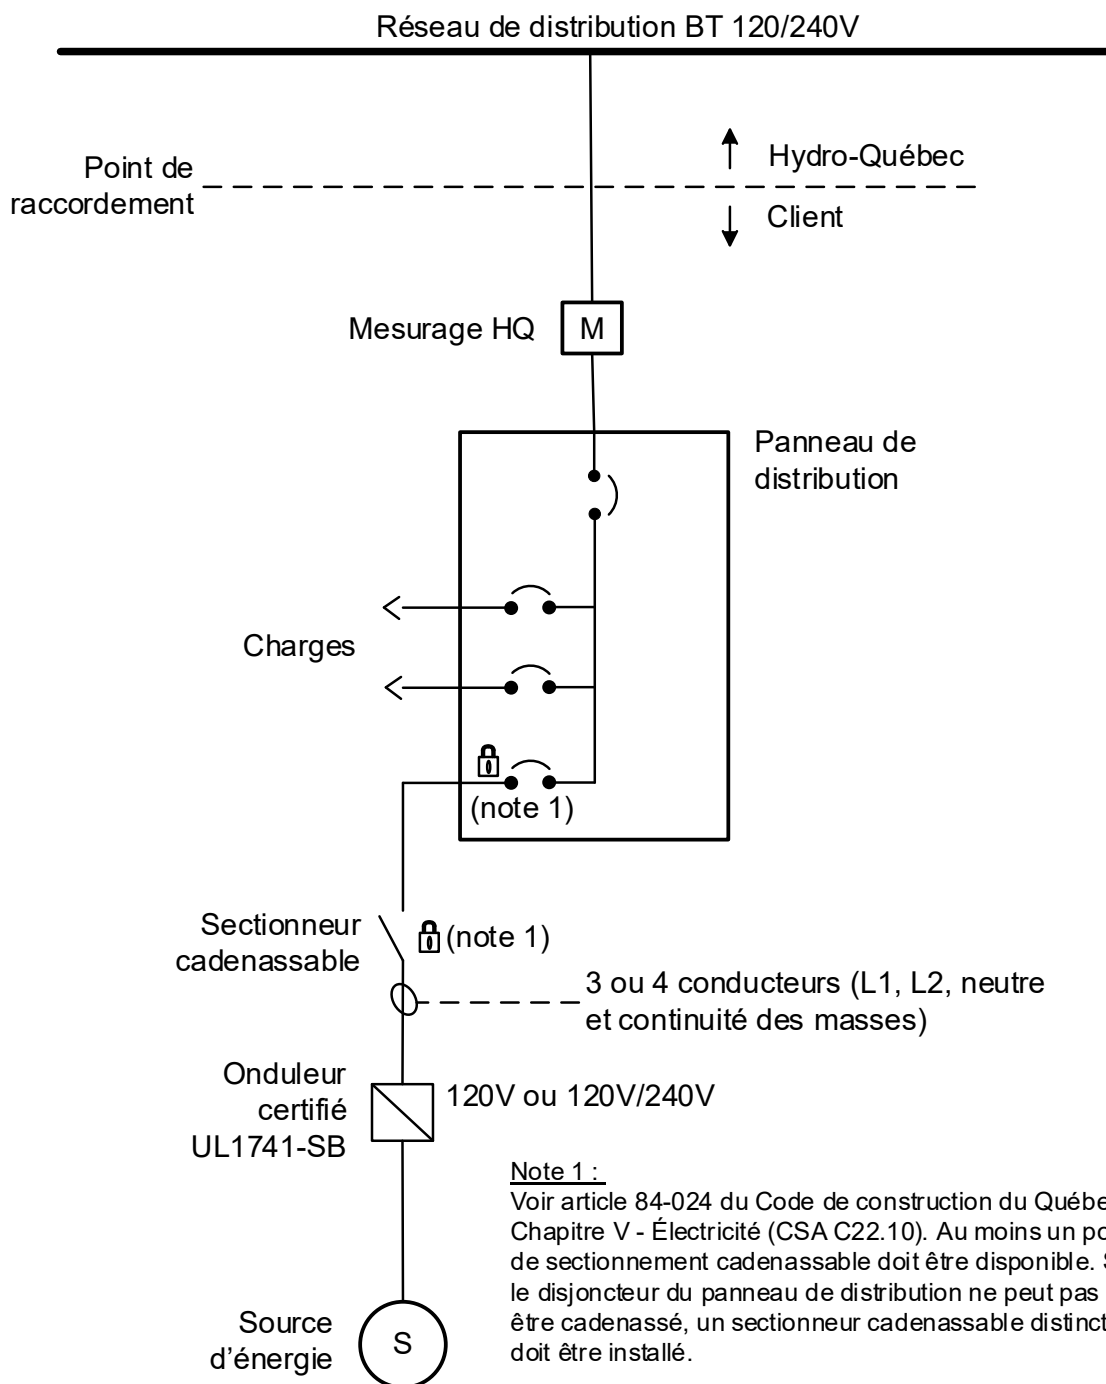 Réseau de distribution BT 120/240V
Point de
raccordement
Hydro-Québec
Client
Mesurage HQ
M
Panneau de
distribution
Charges
(note 1)
Sectionneur
cadenassable
(note 1)
3 ou 4 conducteurs (L1, L2, neutre
et continuité des masses)
Onduleur
certifié
UL1741-SB
120V ou 120V/240V
Note 1 :
Voir article 84-024 du Code de construction du Québe
Chapitre V - Électricité (CSA C22.10). Au moins un po
de sectionnement cadenassable doit être disponible. S
le disjoncteur du panneau de distribution ne peut pas
être cadenassé, un sectionneur cadenassable distinct
doit être installé.
Source
d'énergie
S